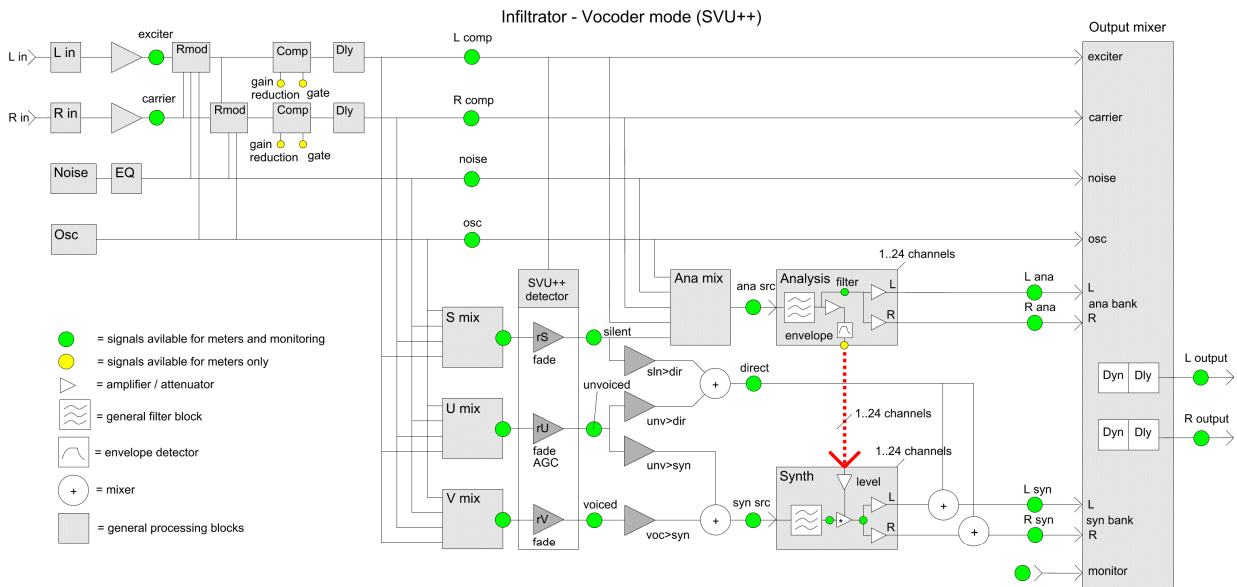 Infiltrator - Vocoder mode (SVU++)
Output mixer
L in
L in
exciter
Rmod
Comp
Dly
L comp
exciter
gain
reduction
gate
R in
R in
carrier
Rmod
Comp
Dly
R comp
carrier
gain
reduction
gate
Noise
EQ
noise
noise
Osc
osc
osc
1..24 channels
SVU++
detector
Ana mix
ana src
Analysis
filter
L
R
envelope
L ana
R ana
L
ana bank
R
S mix
rS
fade
silent
sln>dir
+
direct
unvoiced
unv>dir
U mix
rU
fade
AGC
unv>syn
1..24 channels
1..24 channels
V mix
rV
fade
voiced
voc>syn
+
syn src
Synth
level
*
L
R
+
+
L syn
R syn
L
syn bank
R
monitor
Dyn
Dly
L output
Dyn
Dly
R output
= signals avilable for meters and monitoring
= signals avilable for meters only
= amplifier / attenuator
= general filter block
= envelope detector
+
= mixer
= general processing blocks